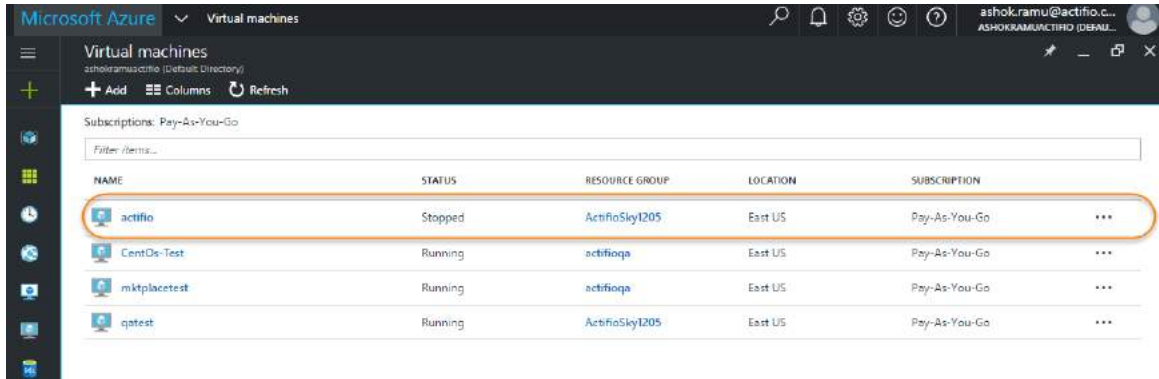 Microsoft Azure Virtual machines ashok.ramu@actifio.c...
ASHOKRAMUACTIFIO (DEFAU...
Virtual machines
ashokramuactifio (Default Directory)
Add Columns Refresh
Subscriptions: Pay-As-You-Go
Filter items...
NAME STATUS RESOURCE GROUP LOCATION SUBSCRIPTION
actifio Stopped ActifioSky1205 East US Pay-As-You-Go ...
CentOs-Test Running actifioqa East US Pay-As-You-Go ...
mktplacetest Running actifioqa East US Pay-As-You-Go ...
qatest Running ActifioSky1205 East US Pay-As-You-Go ...
SQL